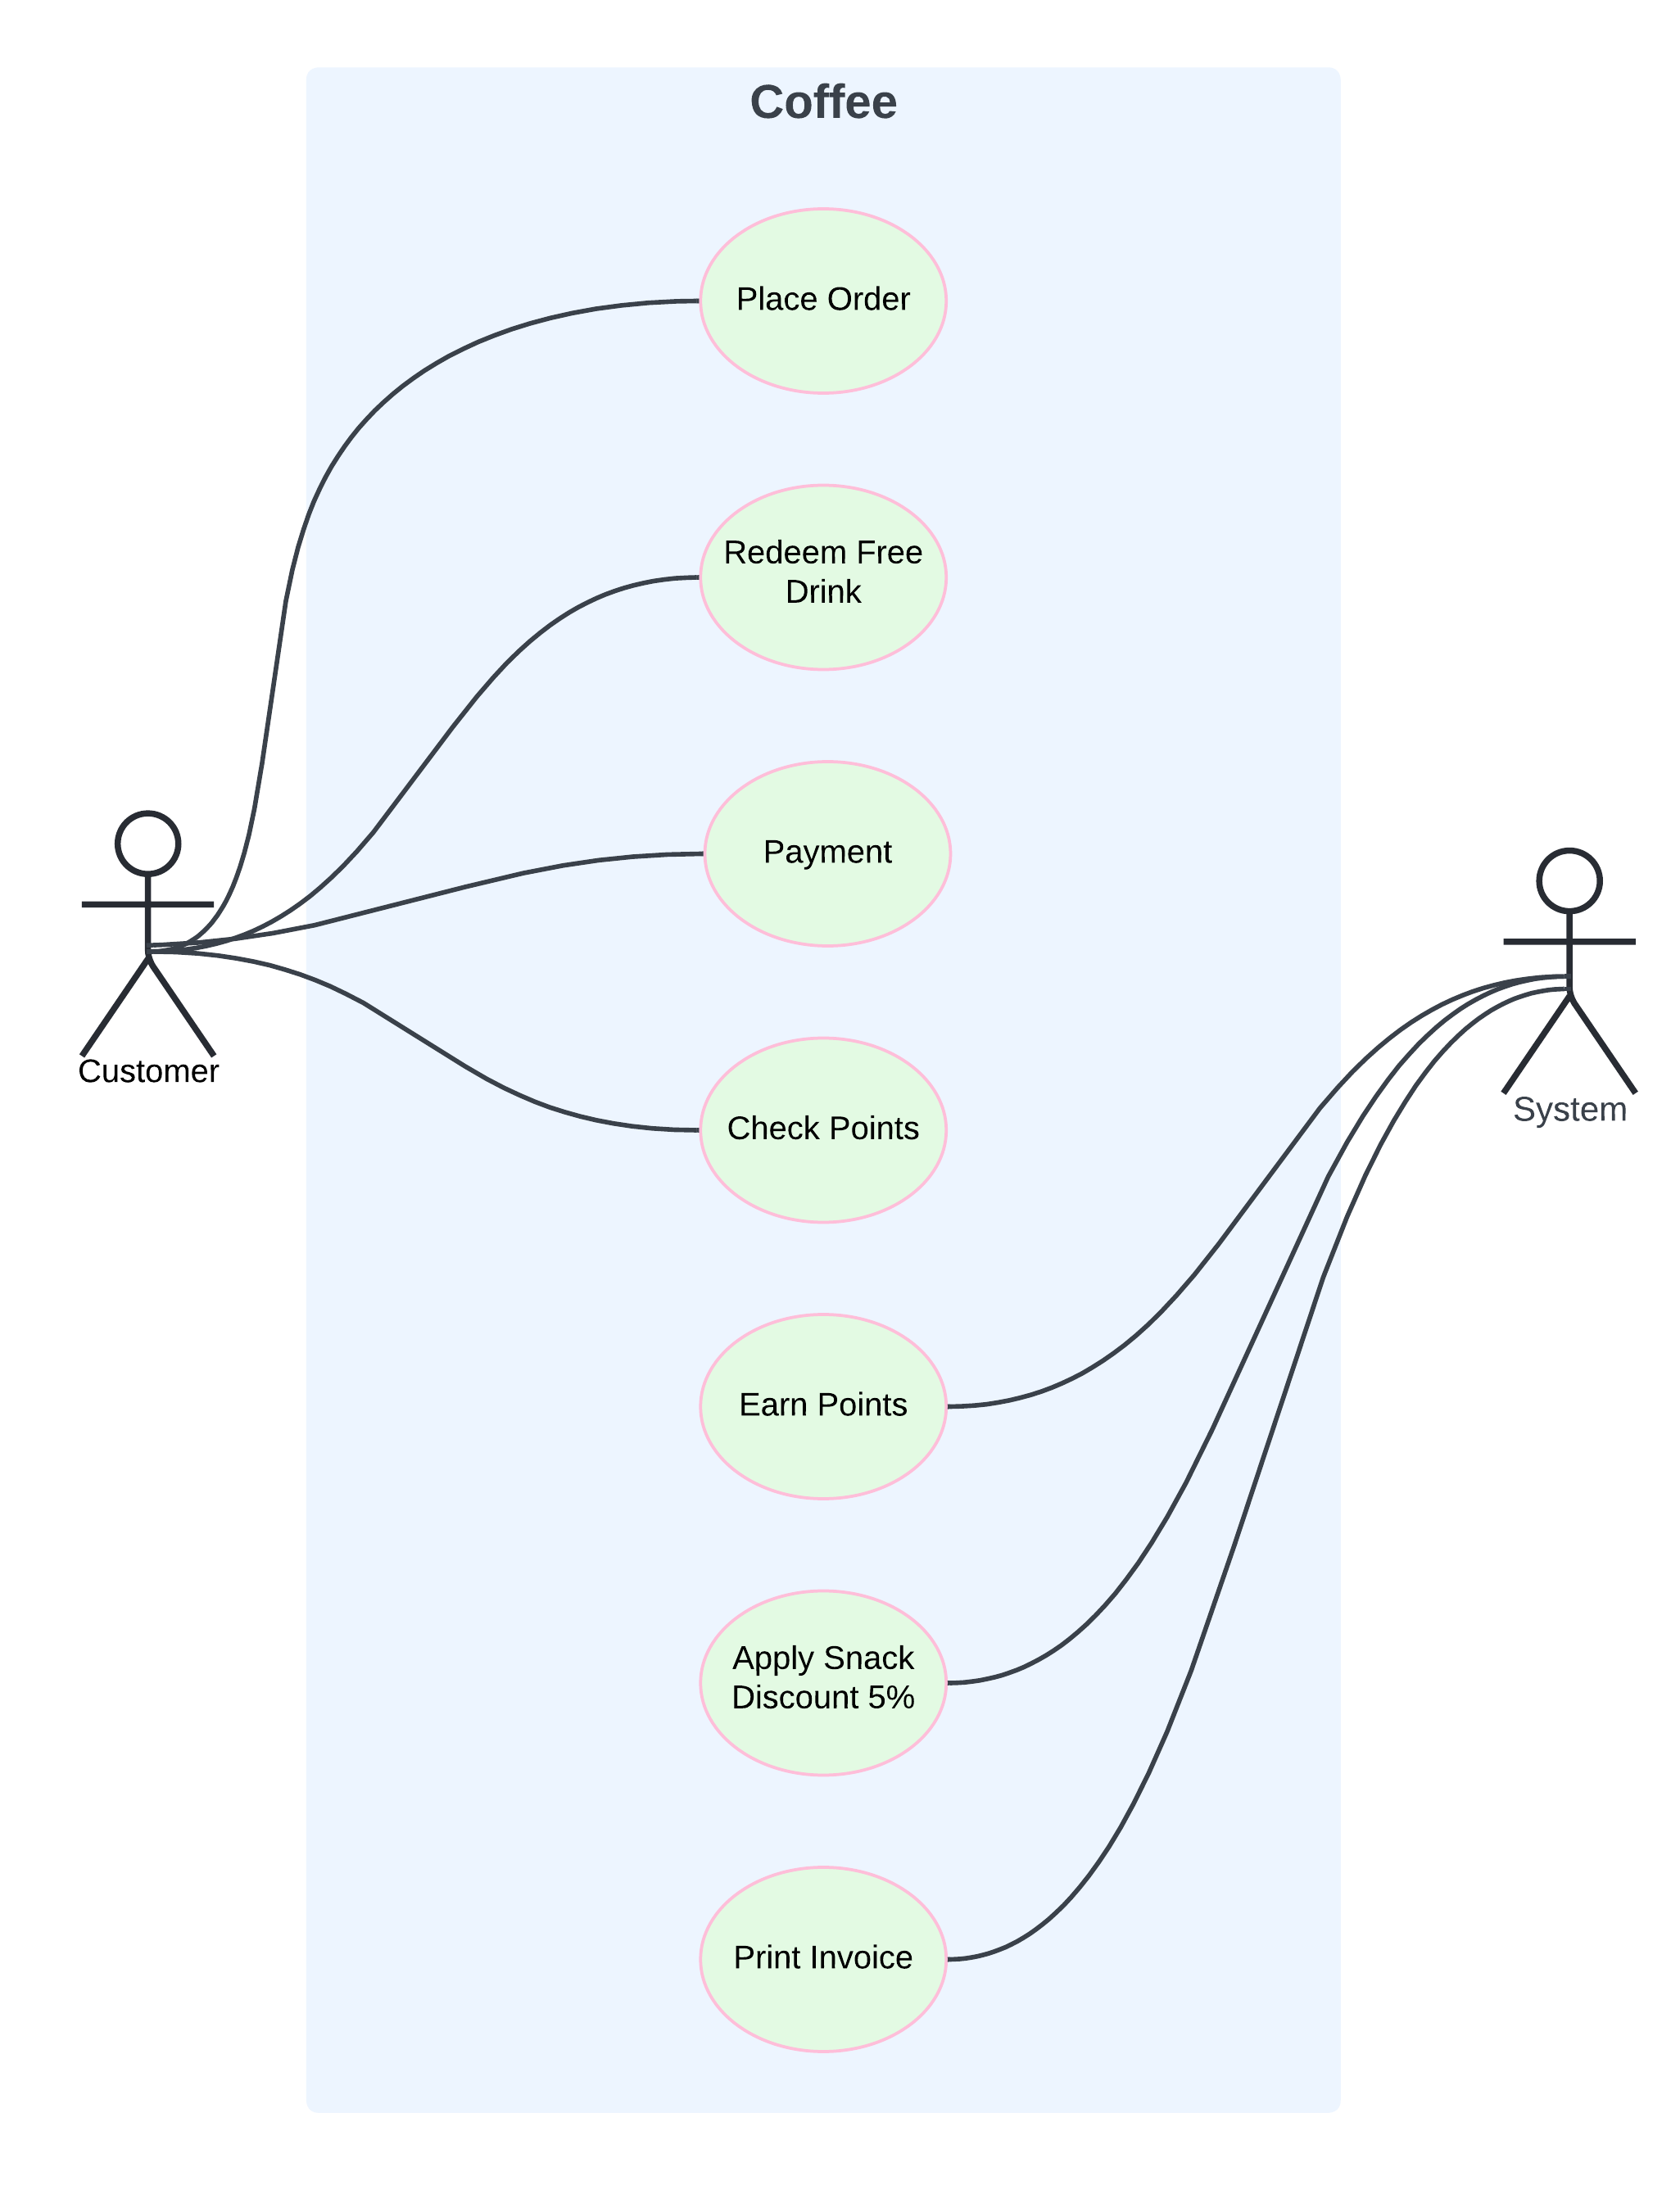 Coffee
Place Order
Redeem Free
Drink
Payment
Customer
System
Check Points
Earn Points
Apply Snack
Discount 5%
Print Invoice